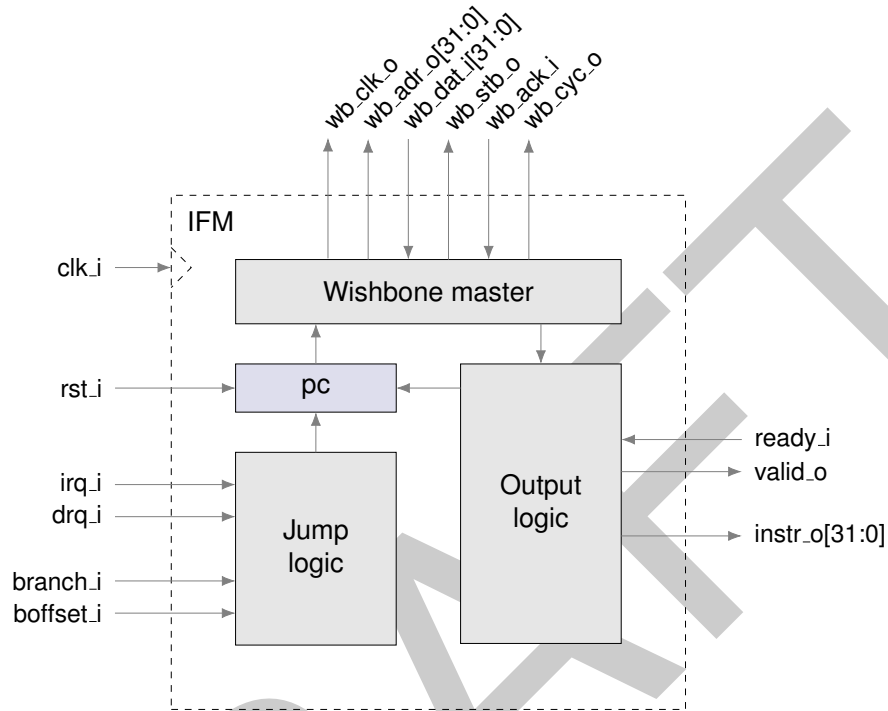 wb_clk_o
wb_adr_o[31:0]
wb_dat_i[31:0]
wb_stb_o
wb_ack_i
wb_cyc_o
IFM
clk_i
Wishbone master
rst_i
pc
ready_i
valid_o
irq_i
drq_i
Jump
logic
Output
logic
instr_o[31:0]
branch_i
boffset_i